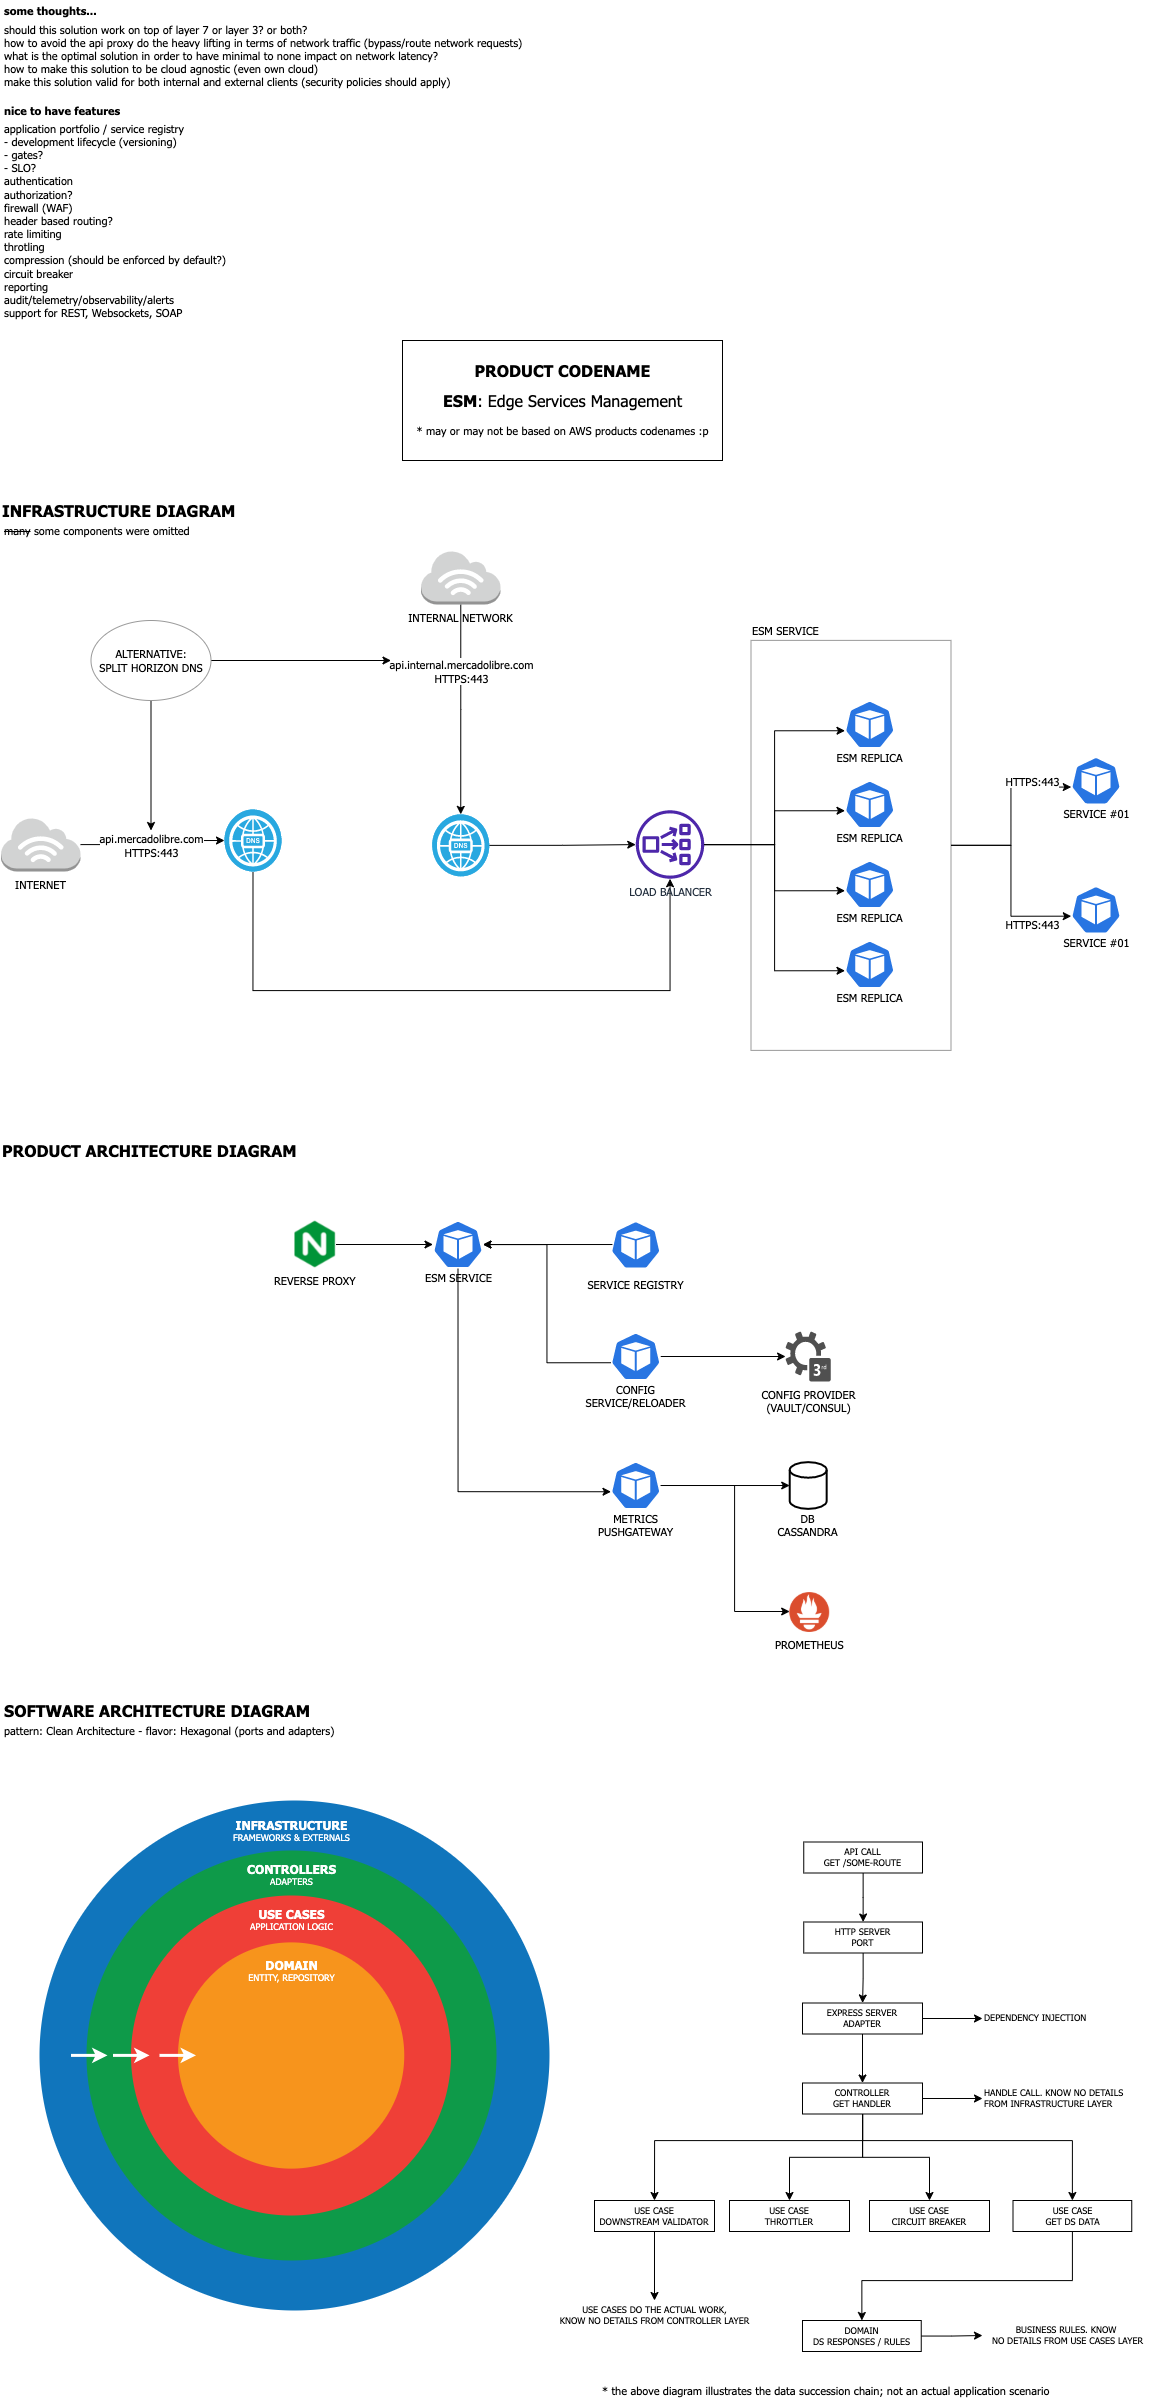 some thoughts...
should this solution work on top of layer 7 or layer 3? or both?
how to avoid the api proxy do the heavy lifting in terms of network traffic (bypass/route network requests)
what is the optimal solution in order to have minimal to none impact on network latency?
how to make this solution to be cloud agnostic (even own cloud)
make this solution valid for both internal and external clients (security policies should apply)
nice to have features
application portfolio / service registry
- development lifecycle (versioning)
- gates?
- SLO?
authentication
authorization?
firewall (WAF)
header based routing?
rate limiting
throtling
compression (should be enforced by default?)
circuit breaker
reporting
audit/telemetry/observability/alerts
support for REST, Websockets, SOAP
PRODUCT CODENAME
ESM: Edge Services Management
* may or may not be based on AWS products codenames :p
INFRASTRUCTURE DIAGRAM
many some components were omitted
INTERNAL NETWORK
ALTERNATIVE:
SPLIT HORIZON DNS
api.internal.mercadolibre.com
HTTPS:443
ESM SERVICE
ESM REPLICA
ESM REPLICA
ESM REPLICA
ESM REPLICA
HTTPS:443
SERVICE #01
HTTPS:443
SERVICE #01
api.mercadolibre.com
HTTPS:443
INTERNET
DNS
DNS
LOAD BALANCER
PRODUCT ARCHITECTURE DIAGRAM
N
REVERSE PROXY
ESM SERVICE
SERVICE REGISTRY
CONFIG
SERVICE/RELOADER
3rd
CONFIG PROVIDER
(VAULT/CONSUL)
METRICS
PUSHGATEWAY
DB
CASSANDRA
PROMETHEUS
SOFTWARE ARCHITECTURE DIAGRAM
pattern: Clean Architecture - flavor: Hexagonal (ports and adapters)
INFRASTRUCTURE
FRAMEWORKS & EXTERNALS
CONTROLLERS
ADAPTERS
USE CASES
APPLICATION LOGIC
DOMAIN
ENTITY, REPOSITORY
API CALL
GET /SOME-ROUTE
HTTP SERVER
PORT
EXPRESS SERVER
ADAPTER
DEPENDENCY INJECTION
CONTROLLER
GET HANDLER
HANDLE CALL. KNOW NO DETAILS
FROM INFRASTRUCTURE LAYER
USE CASE
DOWNSTREAM VALIDATOR
USE CASE
THROTTLER
USE CASE
CIRCUIT BREAKER
USE CASE
GET DS DATA
USE CASES DO THE ACTUAL WORK,
KNOW NO DETAILS FROM CONTROLLER LAYER
DOMAIN
DS RESPONSES / RULES
BUSINESS RULES. KNOW
NO DETAILS FROM USE CASES LAYER
* the above diagram illustrates the data succession chain; not an actual application scenario